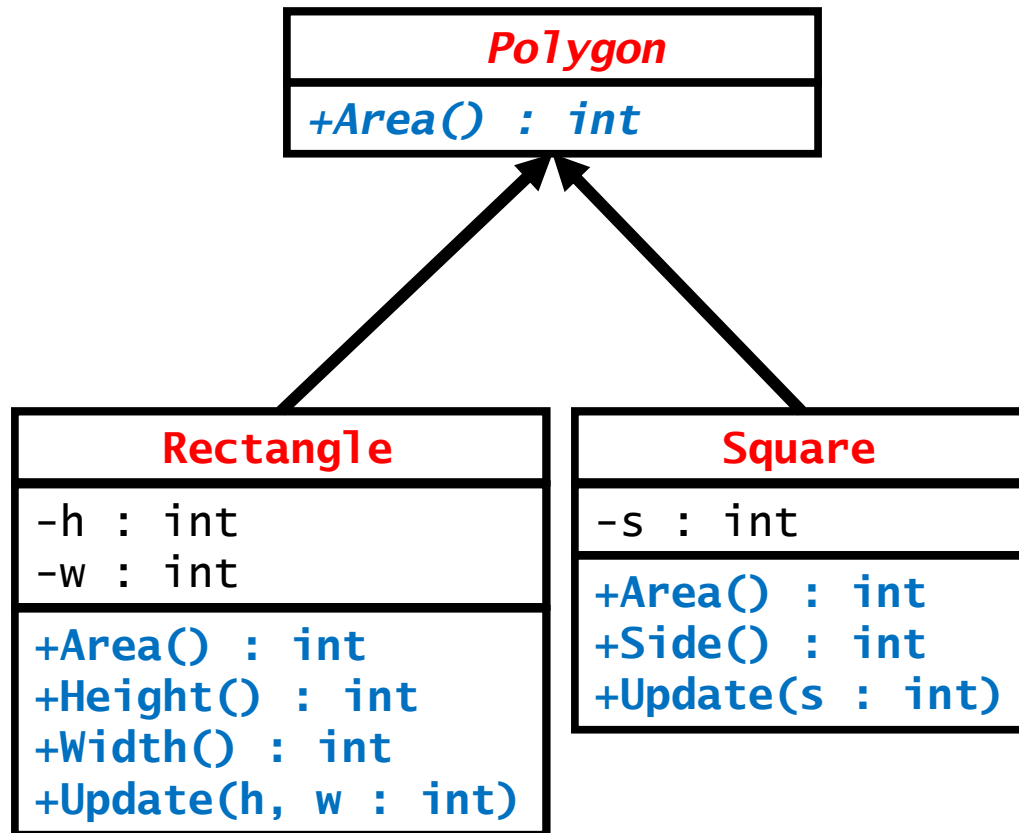 Polygon
+Area() : int
Rectangle
-h : int
-w : int
+Area() : int
+Height() : int
+Width() : int
+Update(h, w : int)
Square
-s : int
+Area() : int
+Side() : int
+Update(s : int)